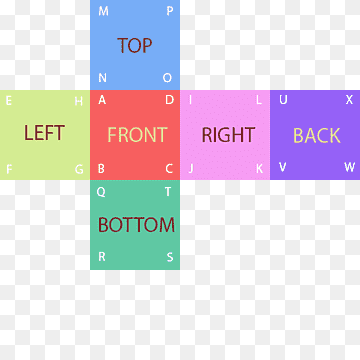 M P
TOP
N O
E H A D I L U X
LEFT FRONT RIGHT BACK
F G B C J K V W
Q T
BOTTOM
R S